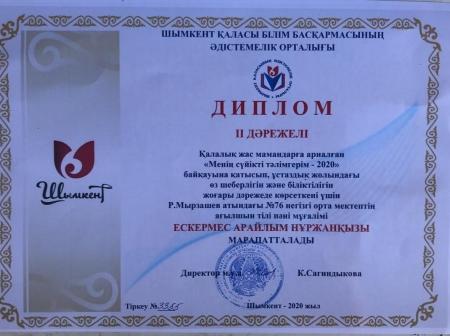 ШЫМКЕНТ ҚАЛАСЫ БІЛІМ БАСҚАРМАСЫНЫҢ
ӘДІСТЕМЕЛІК ОРТАЛЫҒЫ
ДИПЛОМ
II ДӘРЕЖЕЛІ
Шымкент
Қалалық жас мамандарға арналған
«Менің сүйікті тәлімгерім - 2020»
байқауына қатысып, ұстаздық жолындағы
өз шеберлігін және біліктілігін
жоғары дәрежеде көрсеткені үшін
Р.Мырзашев атындағы №76 негізгі орта мектептің
ағылшын тілі пәні мұғалімі
ЕСКЕРМЕС АРАЙЛЫМ НҰРЖАНҚЫЗЫ
МАРАПАТТАЛАДЫ
Директор м.у.а. К.Сагиндыкова
Тіркеу № Шымкент - 2020 жыл